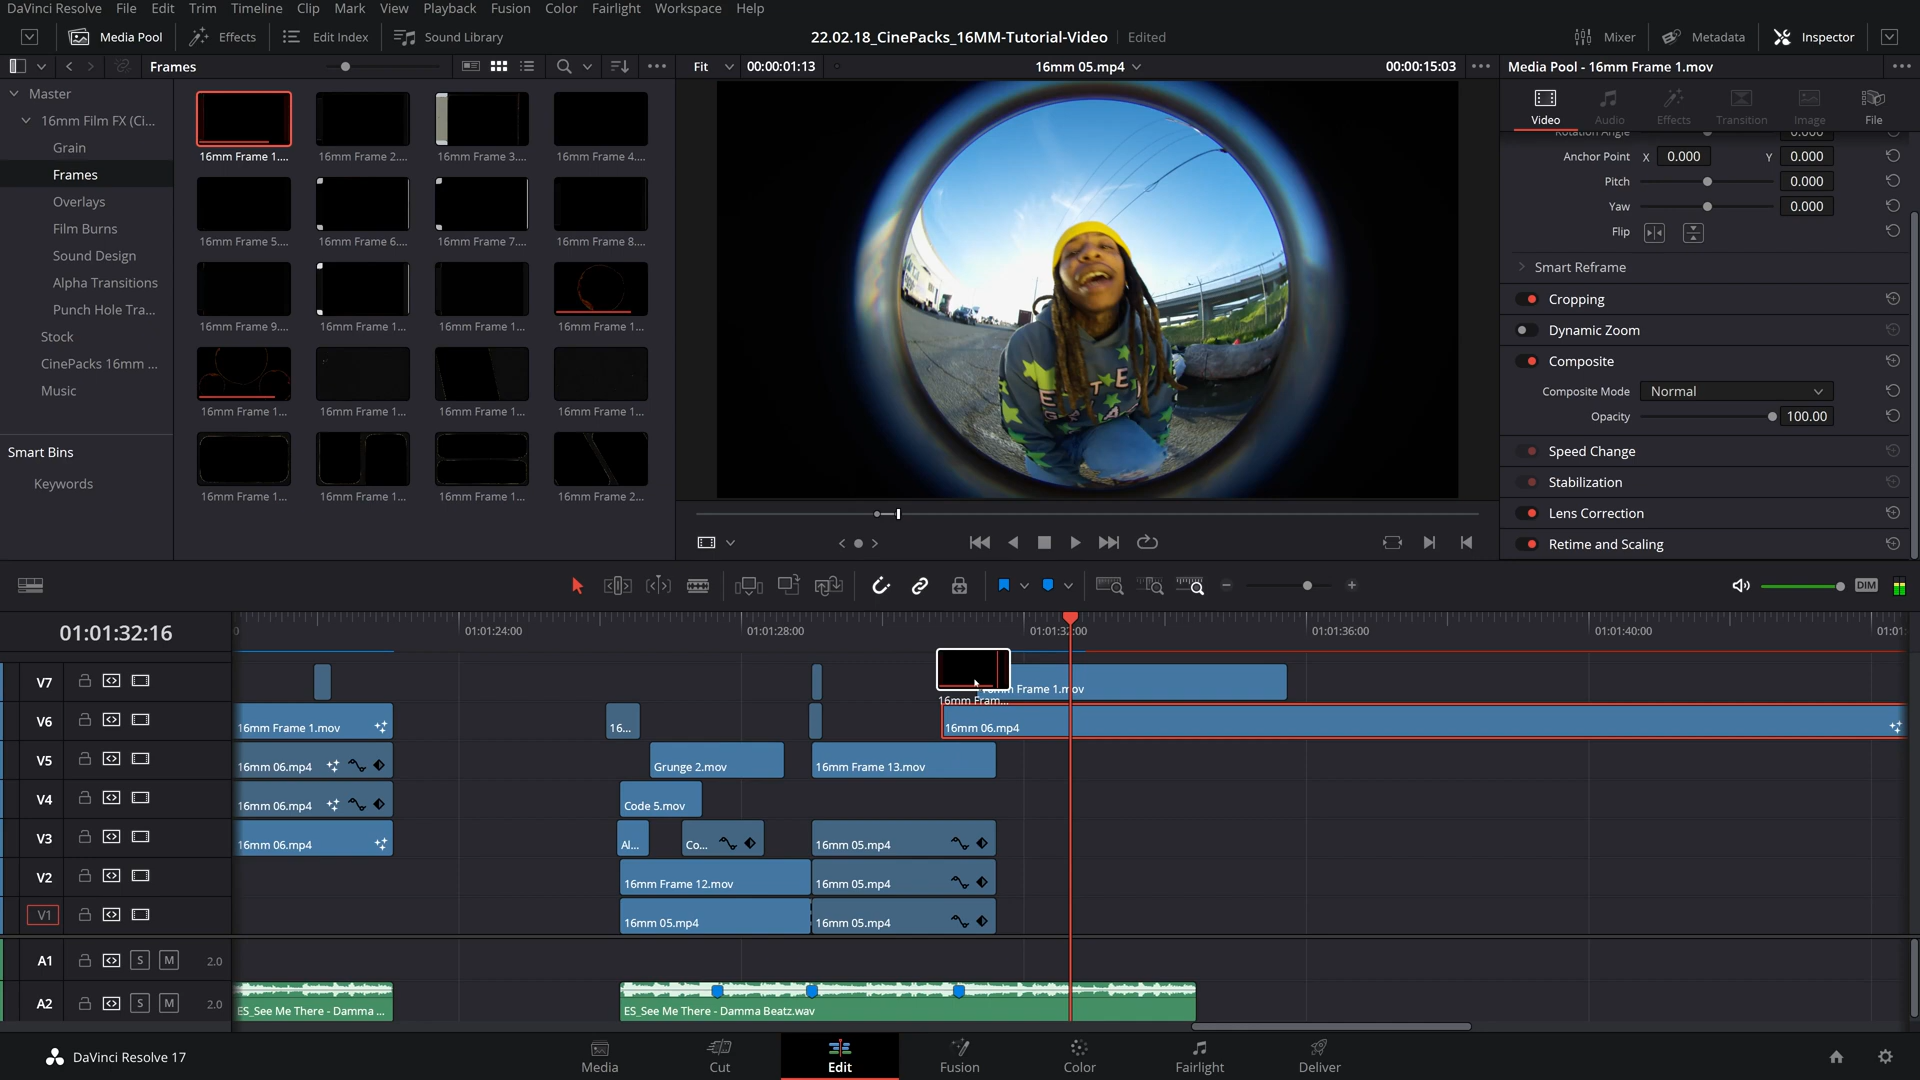 DaVinci Resolve File Edit Trim Timeline Clip Mark View Playback Fusion Color Fairlight Workspace Help
Media Pool Effects Edit Index Sound Library 22.02.18_CinePacks_16MM-Tutorial-Video Edited Mixer Metadata Inspector
Frames Fit 00:00:01:13 16mm 05.mp4 00:00:15:03 Media Pool - 16mm Frame 1.mov
Master
16mm Film FX (Ci...
Grain
Frames
Overlays
Film Burns
Sound Design
Alpha Transitions
Punch Hole Tra...
Stock
CinePacks 16mm ...
Music
Smart Bins
Keywords
16mm Frame 1.... 16mm Frame 2.... 16mm Frame 3.... 16mm Frame 4....
16mm Frame 5.... 16mm Frame 6.... 16mm Frame 7.... 16mm Frame 8....
16mm Frame 9.... 16mm Frame 1... 16mm Frame 1... 16mm Frame 1...
16mm Frame 1... 16mm Frame 1... 16mm Frame 1... 16mm Frame 1...
16mm Frame 1... 16mm Frame 1... 16mm Frame 1... 16mm Frame 2...
Video Audio Effects Transition Image File
Rotation Angle 0.000
Anchor Point X 0.000 Y 0.000
Pitch 0.000
Yaw 0.000
Flip
Smart Reframe
Cropping
Dynamic Zoom
Composite
Composite Mode Normal
Opacity 100.00
Speed Change
Stabilization
Lens Correction
Retime and Scaling
DIM
01:01:32:16 0 01:01:24:00 01:01:28:00 01:01:32:00 01:01:36:00 01:01:40:00 01:01:
V7 16mm Fram... Frame 1.mov
V6 16mm Frame 1.mov 16... 16mm 06.mp4
V5 16mm 06.mp4 Grunge 2.mov 16mm Frame 13.mov
V4 16mm 06.mp4 Code 5.mov
V3 16mm 06.mp4 Al... Co... 16mm 05.mp4
V2 16mm Frame 12.mov 16mm 05.mp4
V1 16mm 05.mp4 16mm 05.mp4
A1 S M 2.0
A2 S M 2.0 ES_See Me There - Damma ... ES_See Me There - Damma Beatz.wav
DaVinci Resolve 17 Media Cut Edit Fusion Color Fairlight Deliver